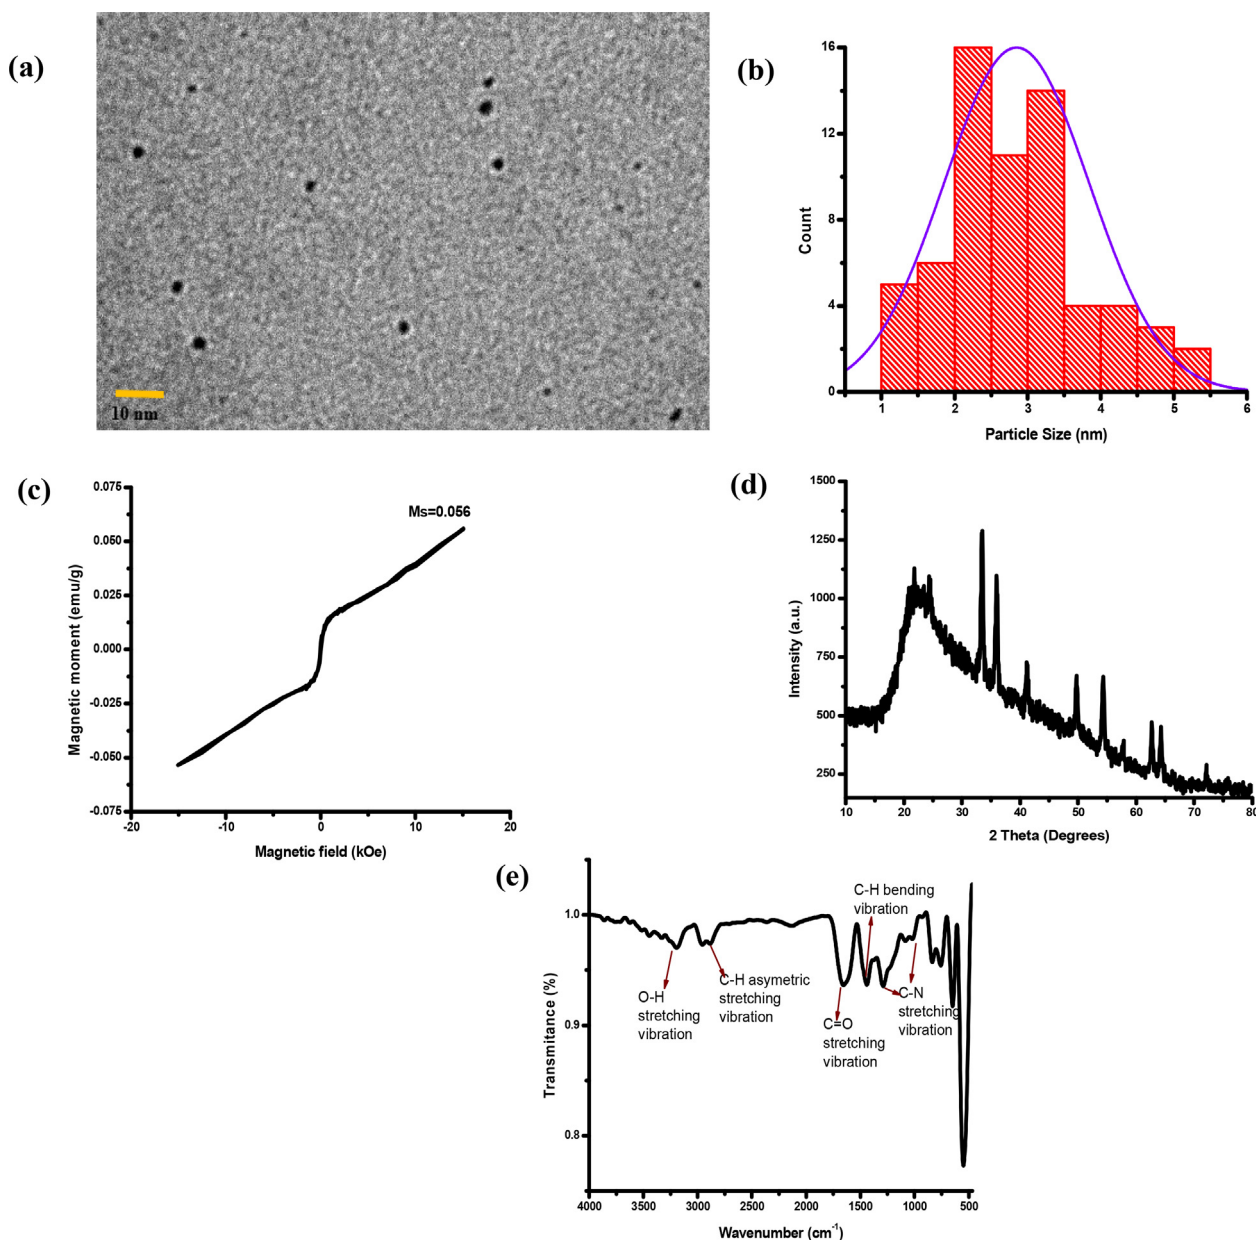 (a)
10 nm
(b)
16
12
8
4
0
Count
1
2
3
4
5
6
Particle Size (nm)
(c)
0.075
0.050
0.025
0.000
-0.025
-0.050
-0.075
Magnetic moment (emu/g)
Ms=0.056
-20
-10
0
10
20
Magnetic field (kOe)
(d)
1500
1250
1000
750
500
250
Intensity (a.u.)
10
20
30
40
50
60
70
80
2 Theta (Degrees)
(e)
1.0
0.9
0.8
Transmitance (%)
C-H bending
vibration
O-H
stretching
vibration
C-H asymetric
stretching
vibration
C=O
stretching
vibration
C-N
stretching
vibration
4000
3500
3000
2500
2000
1500
1000
500
Wavenumber (cm⁻¹)